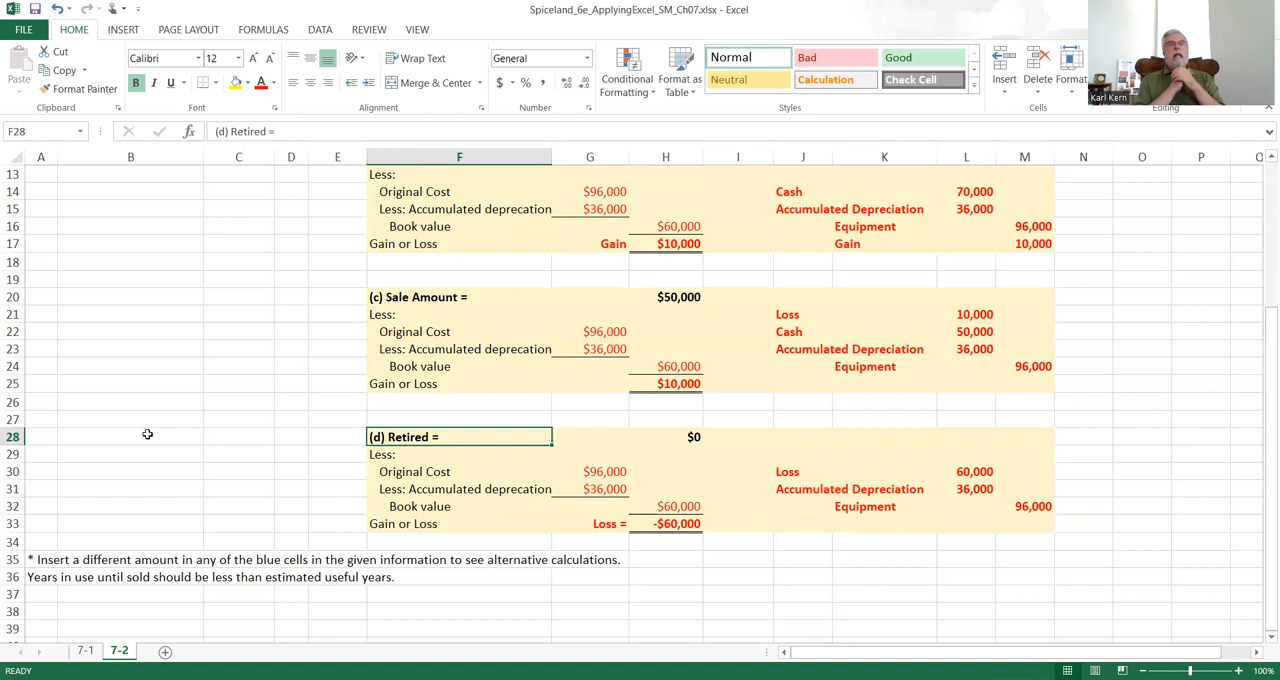 Spiceland_6e_ApplyingExcel_SM_Ch07.xlsx - Excel
FILE HOME INSERT PAGE LAYOUT FORMULAS DATA REVIEW VIEW
Paste
Cut
Copy
Format Painter
Clipboard
Calibri 12
B I U
Font
Wrap Text
Merge & Center
Alignment
General
$ % ,
Number
Conditional Formatting
Format as Table
Normal Bad Good
Neutral Calculation Check Cell
Styles
Insert Delete Format
Cells
Editing
Karl Kern
F28 fx (d) Retired =
A B C D E F G H I J K L M N O P Q
13 Less:
14 Original Cost $96,000 Cash 70,000
15 Less: Accumulated deprecation $36,000 Accumulated Depreciation 36,000
16 Book value $60,000 Equipment 96,000
17 Gain or Loss Gain $10,000 Gain 10,000
18
19
20 (c) Sale Amount = $50,000
21 Less: Loss 10,000
22 Original Cost $96,000 Cash 50,000
23 Less: Accumulated deprecation $36,000 Accumulated Depreciation 36,000
24 Book value $60,000 Equipment 96,000
25 Gain or Loss $10,000
26
27
28 (d) Retired = $0
29 Less:
30 Original Cost $96,000 Loss 60,000
31 Less: Accumulated deprecation $36,000 Accumulated Depreciation 36,000
32 Book value $60,000 Equipment 96,000
33 Gain or Loss Loss = -$60,000
34
35 * Insert a different amount in any of the blue cells in the given information to see alternative calculations.
36 Years in use until sold should be less than estimated useful years.
37
38
39
7-1 7-2
READY 100%